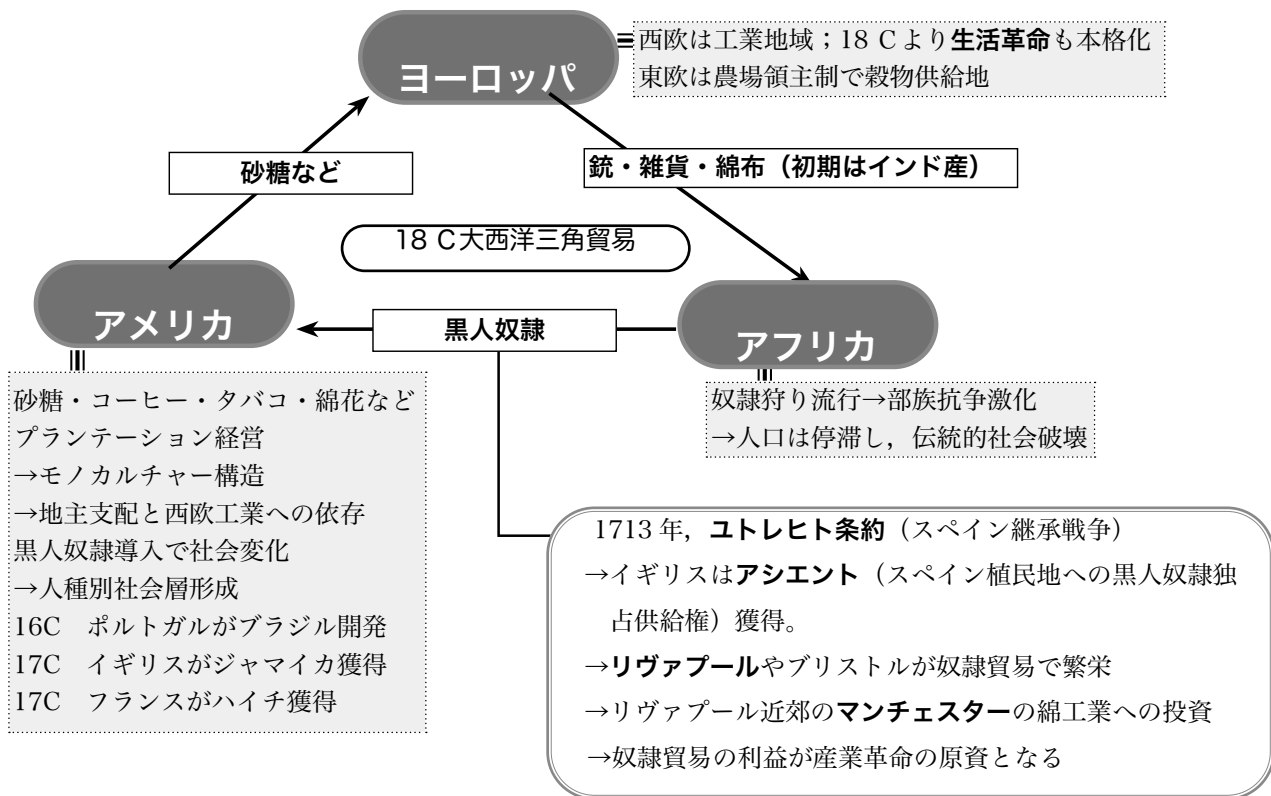 西欧は工業地域；18 Cより生活革命も本格化
東欧は農場領主制で穀物供給地
ヨーロッパ
砂糖など
銃・雑貨・綿布（初期はインド産）
18 C大西洋三角貿易
アメリカ
黒人奴隷
アフリカ
砂糖・コーヒー・タバコ・綿花など
プランテーション経営
→モノカルチャー構造
→地主支配と西欧工業への依存
黒人奴隷導入で社会変化
→人種別社会層形成
16C　ポルトガルがブラジル開発
17C　イギリスがジャマイカ獲得
17C　フランスがハイチ獲得
奴隷狩り流行→部族抗争激化
→人口は停滞し，伝統的社会破壊
1713年，ユトレヒト条約（スペイン継承戦争）
→イギリスはアシエント（スペイン植民地への黒人奴隷独
占供給権）獲得。
→リヴァプールやブリストルが奴隷貿易で繁栄
→リヴァプール近郊のマンチェスターの綿工業への投資
→奴隷貿易の利益が産業革命の原資となる